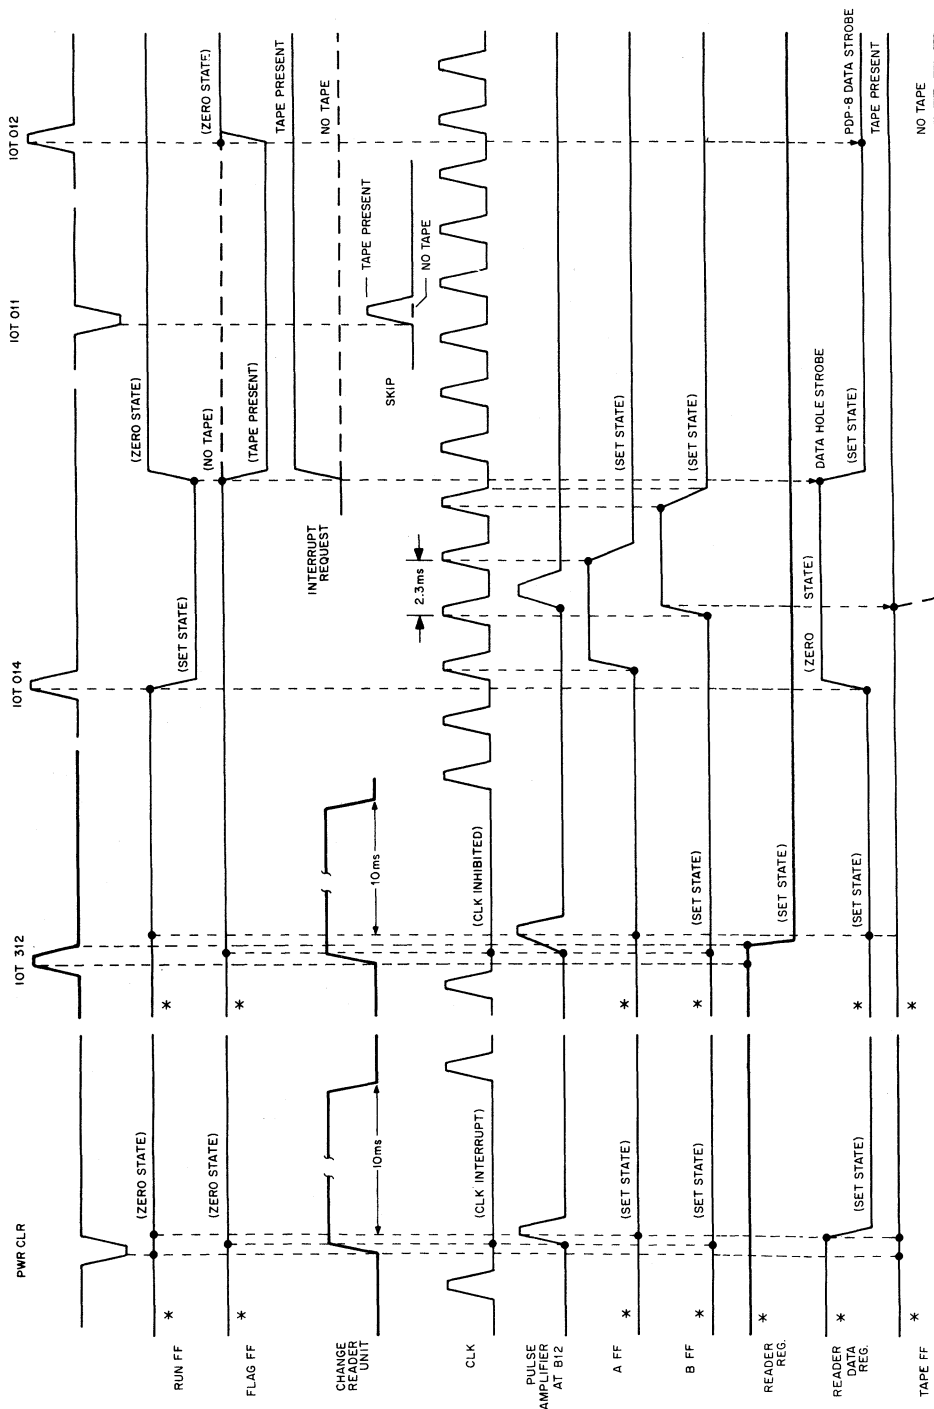 PWR CLR
IOT 312
IOT 014
IOT 011
IOT 012
RUN FF
*
(ZERO STATE)
*
(SET STATE)
(ZERO STATE)
FLAG FF
*
(ZERO STATE)
*
(NO TAPE)
(TAPE PRESENT)
(ZERO STATE)
INTERRUPT
REQUEST
TAPE PRESENT
NO TAPE
CHANGE
READER
UNIT
10ms
10ms
SKIP
TAPE PRESENT
NO TAPE
2.3ms
CLK
(CLK INTERRUPT)
(CLK INHIBITED)
PULSE
AMPLIFIER
AT B12
A FF
*
(SET STATE)
*
(SET STATE)
B FF
*
(SET STATE)
*
(SET STATE)
(SET STATE)
READER
REG.
*
(SET STATE)
READER
DATA
REG.
*
(SET STATE)
*
(SET STATE)
(ZERO STATE)
DATA HOLE STROBE
(SET STATE)
PDP-8 DATA STROBE
TAPE FF
*
*
TAPE PRESENT
NO TAPE